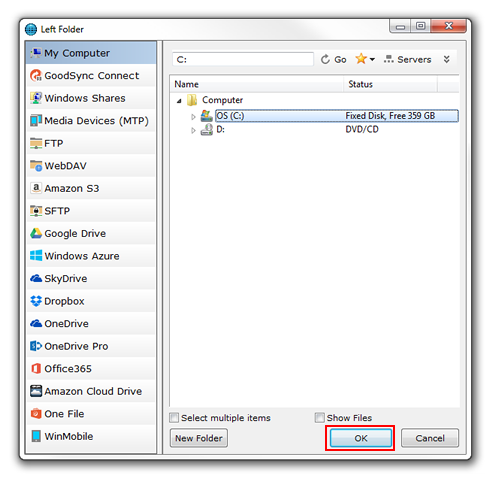 Left Folder
My Computer
GoodSync Connect
Windows Shares
Media Devices (MTP)
FTP
WebDAV
Amazon S3
SFTP
Google Drive
Windows Azure
SkyDrive
Dropbox
OneDrive
OneDrive Pro
Office365
Amazon Cloud Drive
One File
WinMobile
C: Go Servers
Name Status
Computer
OS (C:) Fixed Disk, Free 359 GB
D: DVD/CD
Select multiple items Show Files
New Folder OK Cancel